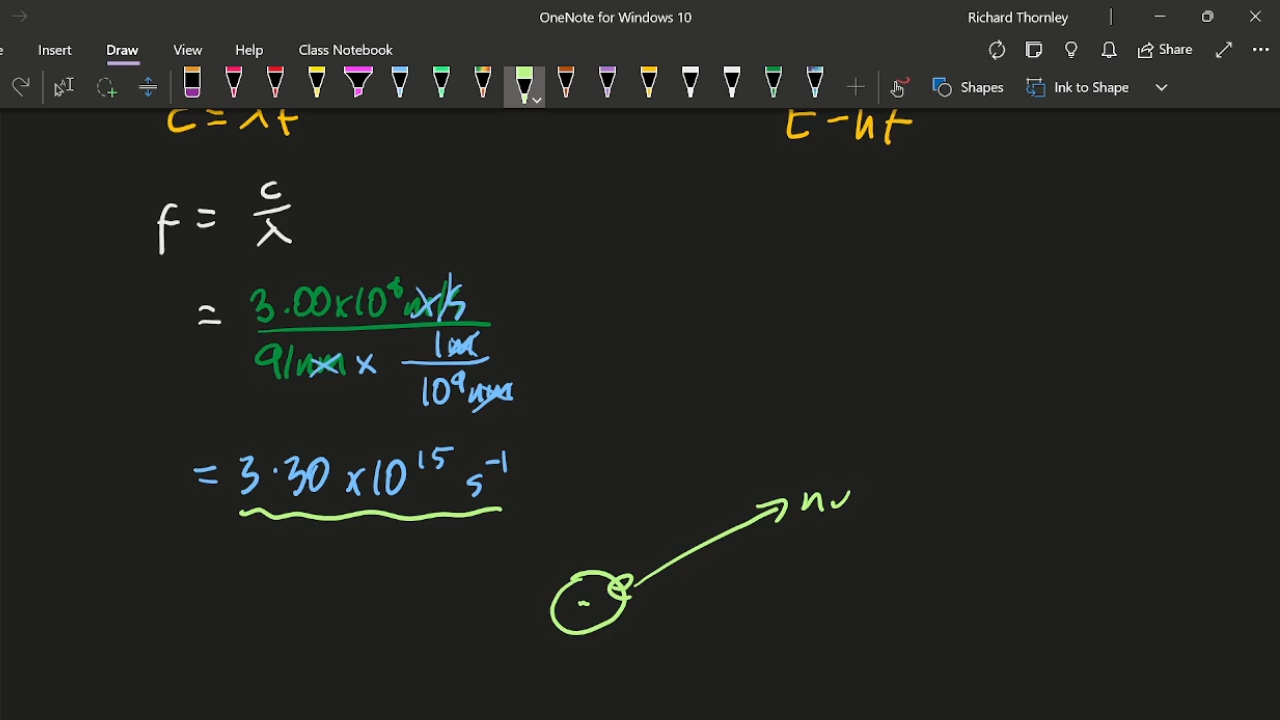 OneNote for Windows 10
Richard Thornley
Insert Draw View Help Class Notebook
Share
Shapes
Ink to Shape
c = λf
E = hf
f = c/λ
= 3.00x10⁸ m/s
91nm x 1m
10⁹nm
= 3.30 x10¹⁵ s⁻¹